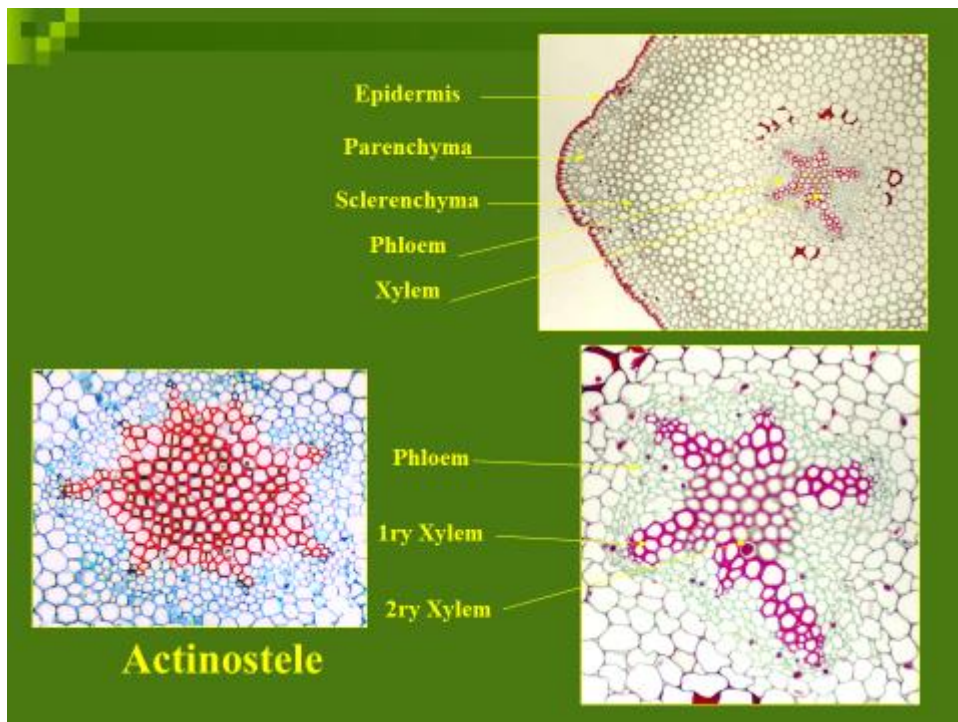 Epidermis
Parenchyma
Sclerenchyma
Phloem
Xylem
Phloem
1ry Xylem
2ry Xylem
Actinostele